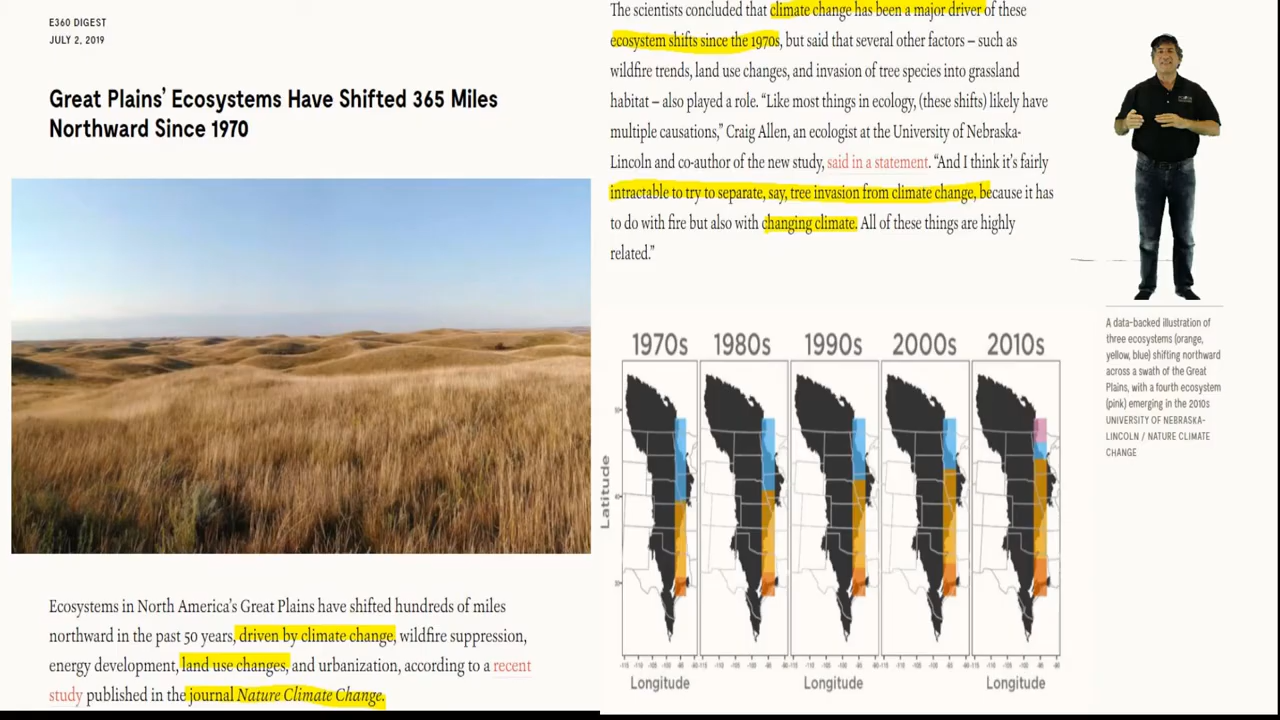 E360 DIGEST
JULY 2, 2019
Great Plains’ Ecosystems Have Shifted 365 Miles
Northward Since 1970
Ecosystems in North America’s Great Plains have shifted hundreds of miles
northward in the past 50 years, driven by climate change, wildfire suppression,
energy development, land use changes, and urbanization, according to a recent
study published in the journal Nature Climate Change.
The scientists concluded that climate change has been a major driver of these
ecosystem shifts since the 1970s, but said that several other factors – such as
wildfire trends, land use changes, and invasion of tree species into grassland
habitat – also played a role. “Like most things in ecology, (these shifts) likely have
multiple causations,” Craig Allen, an ecologist at the University of Nebraska-
Lincoln and co-author of the new study, said in a statement. “And I think it’s fairly
intractable to try to separate, say, tree invasion from climate change, because it has
to do with fire but also with changing climate. All of these things are highly
related.”
1970s 1980s 1990s 2000s 2010s
Latitude
Longitude Longitude Longitude
A data-backed illustration of
three ecosystems (orange,
yellow, blue) shifting northward
across a swath of the Great
Plains, with a fourth ecosystem
(pink) emerging in the 2010s
UNIVERSITY OF NEBRASKA-
LINCOLN / NATURE CLIMATE
CHANGE